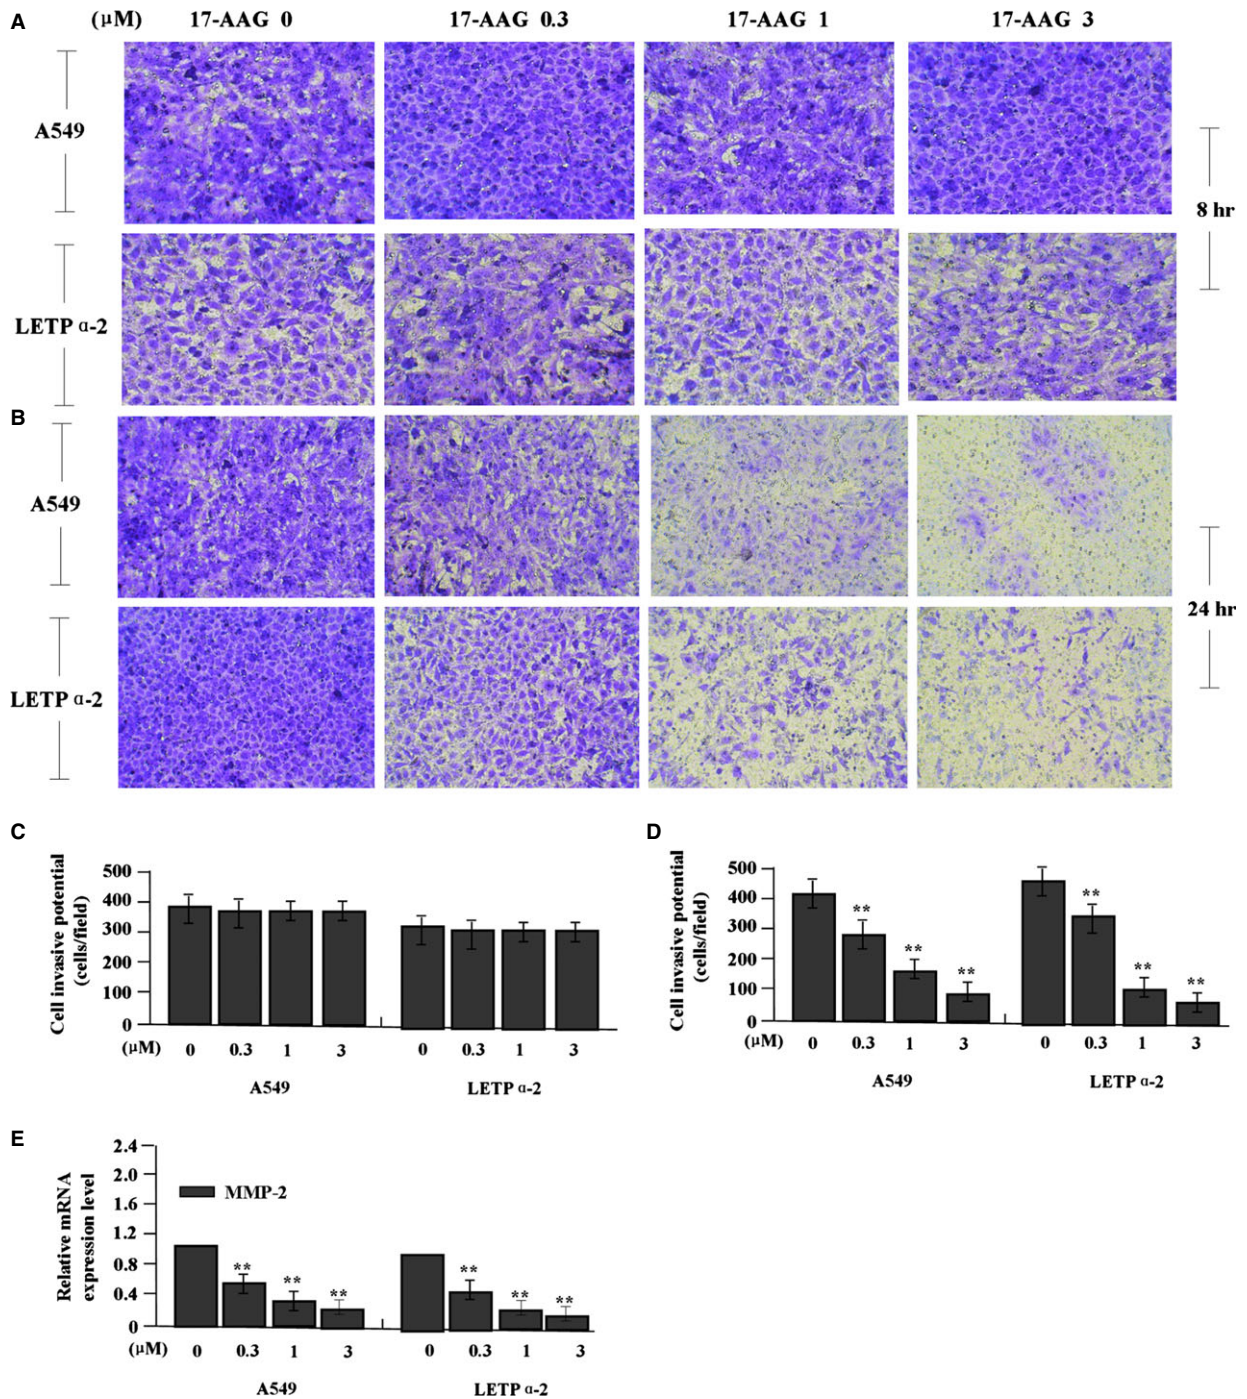 A (μM) 17-AAG 0 17-AAG 0.3 17-AAG 1 17-AAG 3
A549
8 hr
LETP α-2
B
A549
24 hr
LETP α-2
C
Cell invasive potential
(cells/field)
500
400
300
200
100
0
(μM) 0 0.3 1 3 0 0.3 1 3
A549 LETP α-2
D
Cell invasive potential
(cells/field)
500
400
300
200
100
0
** ** ** ** ** **
(μM) 0 0.3 1 3 0 0.3 1 3
A549 LETP α-2
E
Relative mRNA
expression level
2.4
2.0
1.6
1.2
0.8
0.4
0
MMP-2
** ** ** ** ** **
(μM) 0 0.3 1 3 0 0.3 1 3
A549 LETP α-2